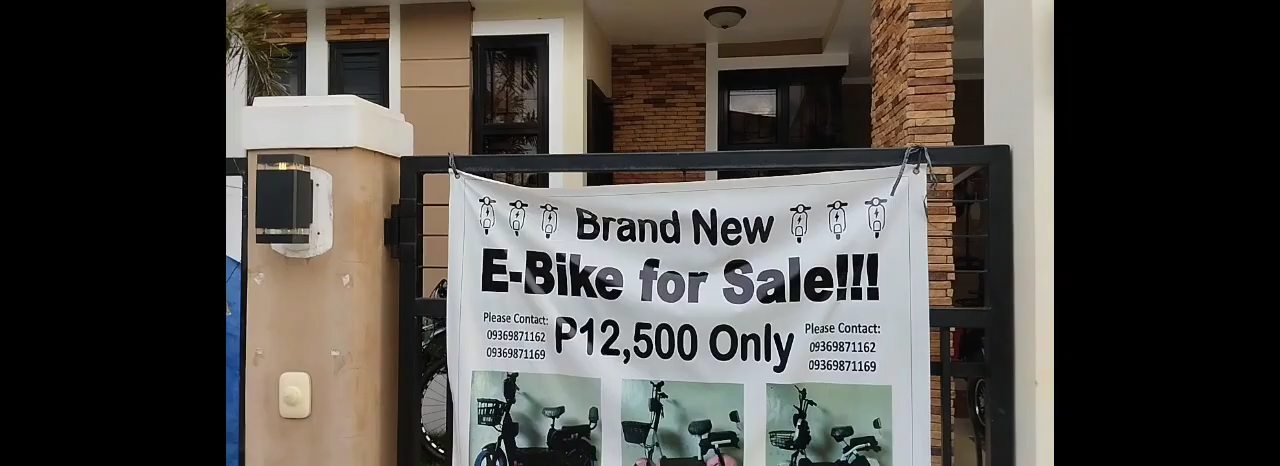 Brand New
E-Bike for Sale!!!
P12,500 Only
Please Contact:
09369871162
09369871169
Please Contact:
09369871162
09369871169